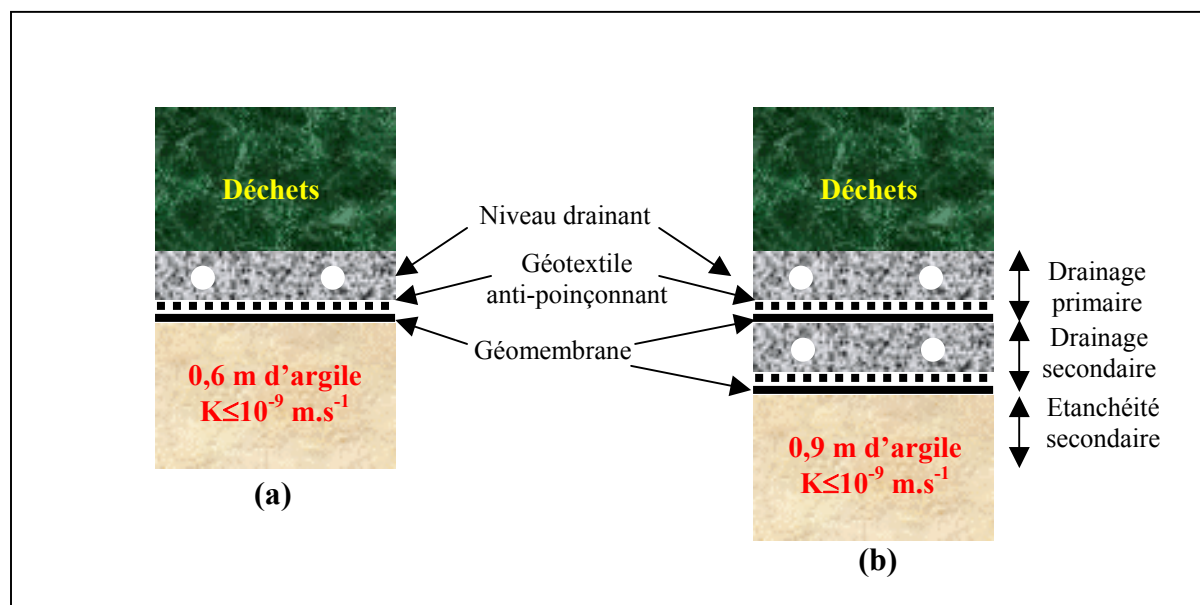 Déchets
0,6 m d’argile
K≤10⁻⁹ m.s⁻¹
(a)
Niveau drainant
Géotextile
anti-poinçonnant
Géomembrane
Déchets
0,9 m d’argile
K≤10⁻⁹ m.s⁻¹
(b)
Drainage
primaire
Drainage
secondaire
Etanchéité
secondaire